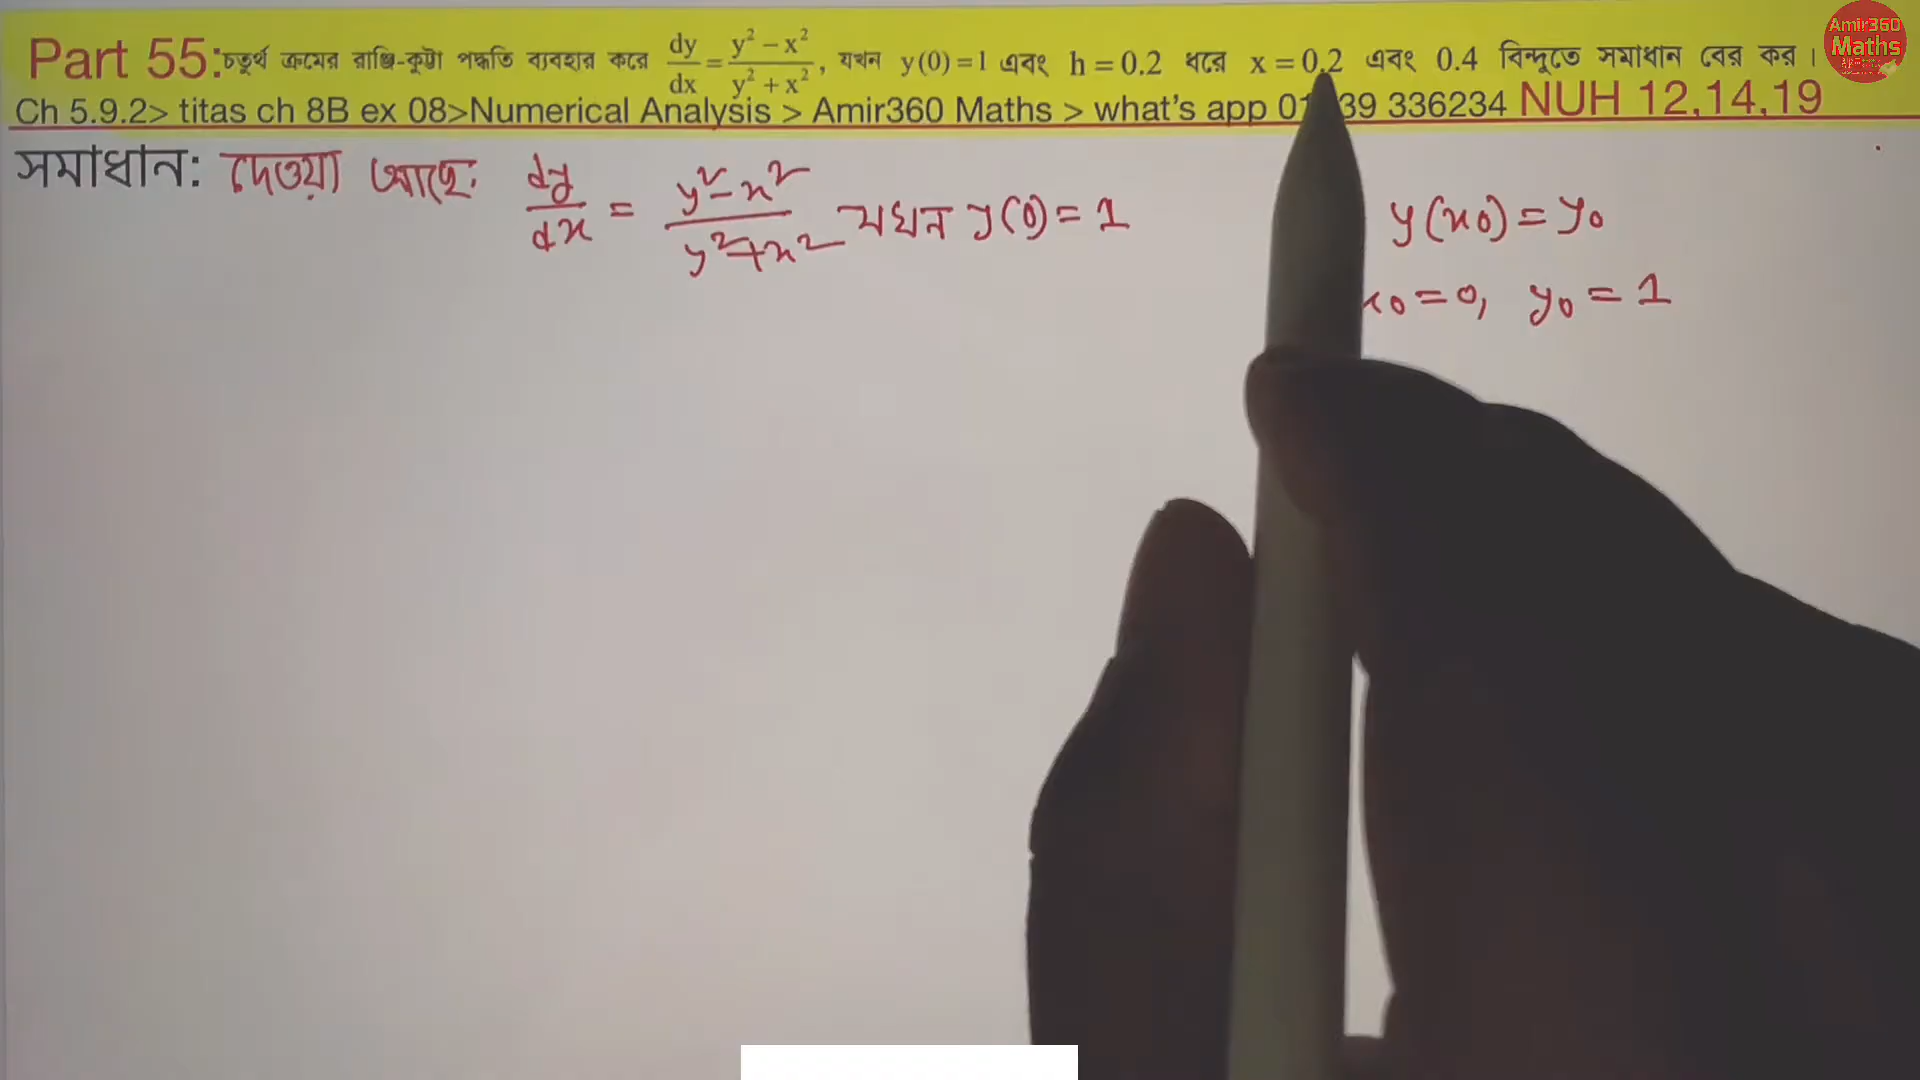 Part 55:চতুর্থ ক্রমের রাঞ্জি-কুট্টা পদ্ধতি ব্যবহার করে dy/dx = (y² − x²)/(y² + x²), যখন y(0) = 1 এবং h = 0.2 ধরে x = 0.2 এবং 0.4 বিন্দুতে সমাধান বের কর।
Amir360 Maths
Ch 5.9.2> titas ch 8B ex 08>Numerical Analysis > Amir360 Maths > what's app 39 336234 NUH 12,14,19
সমাধান: দেওয়া আছে: dy/dx = (y² − x²)/(y² + x²) যখন y(0) = 1
y(x0) = y0
x0 = 0, y0 = 1